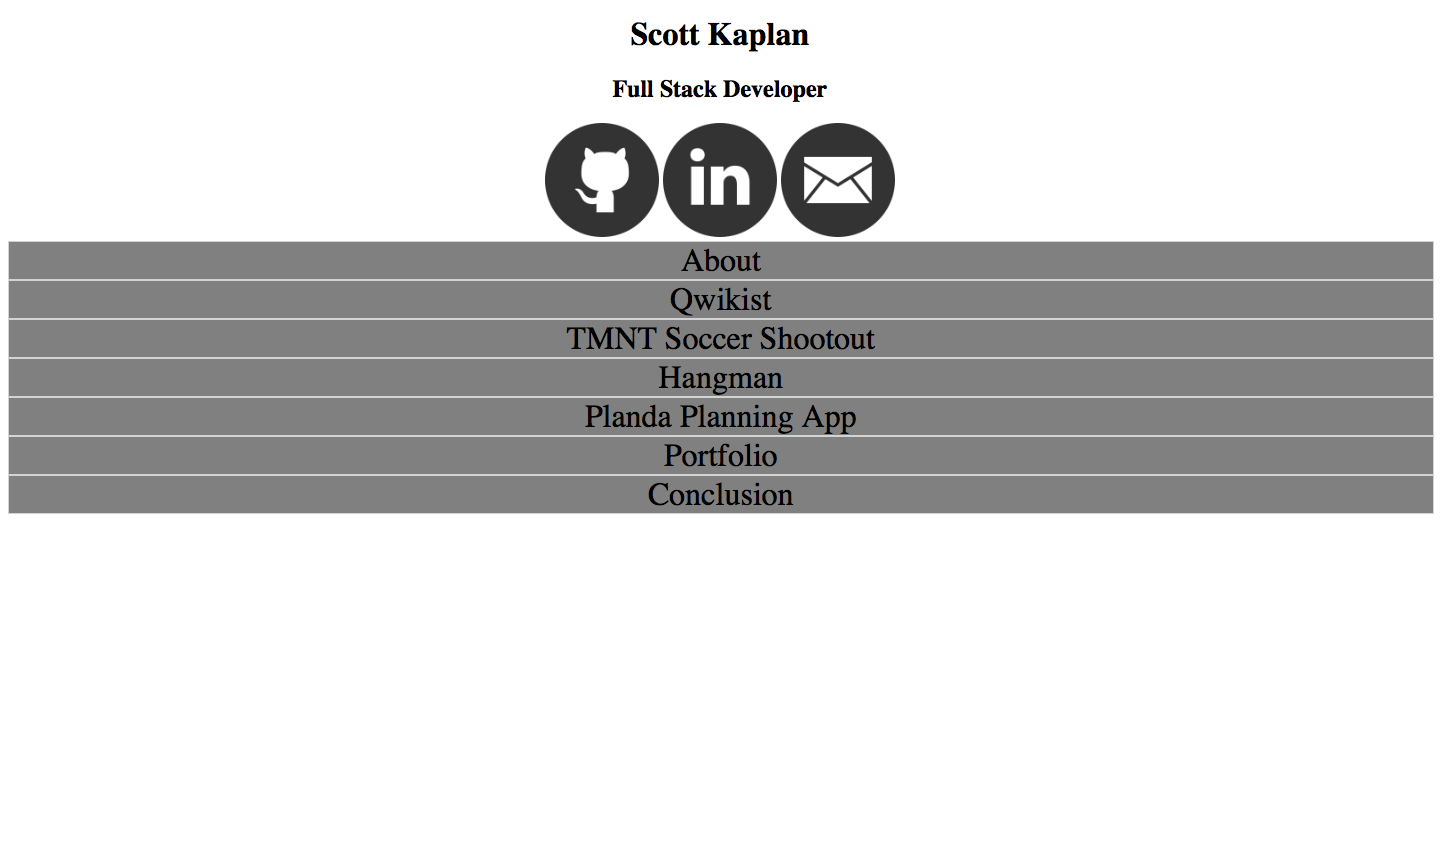 Scott Kaplan
Full Stack Developer
in
About
Qwikist
TMNT Soccer Shootout
Hangman
Planda Planning App
Portfolio
Conclusion